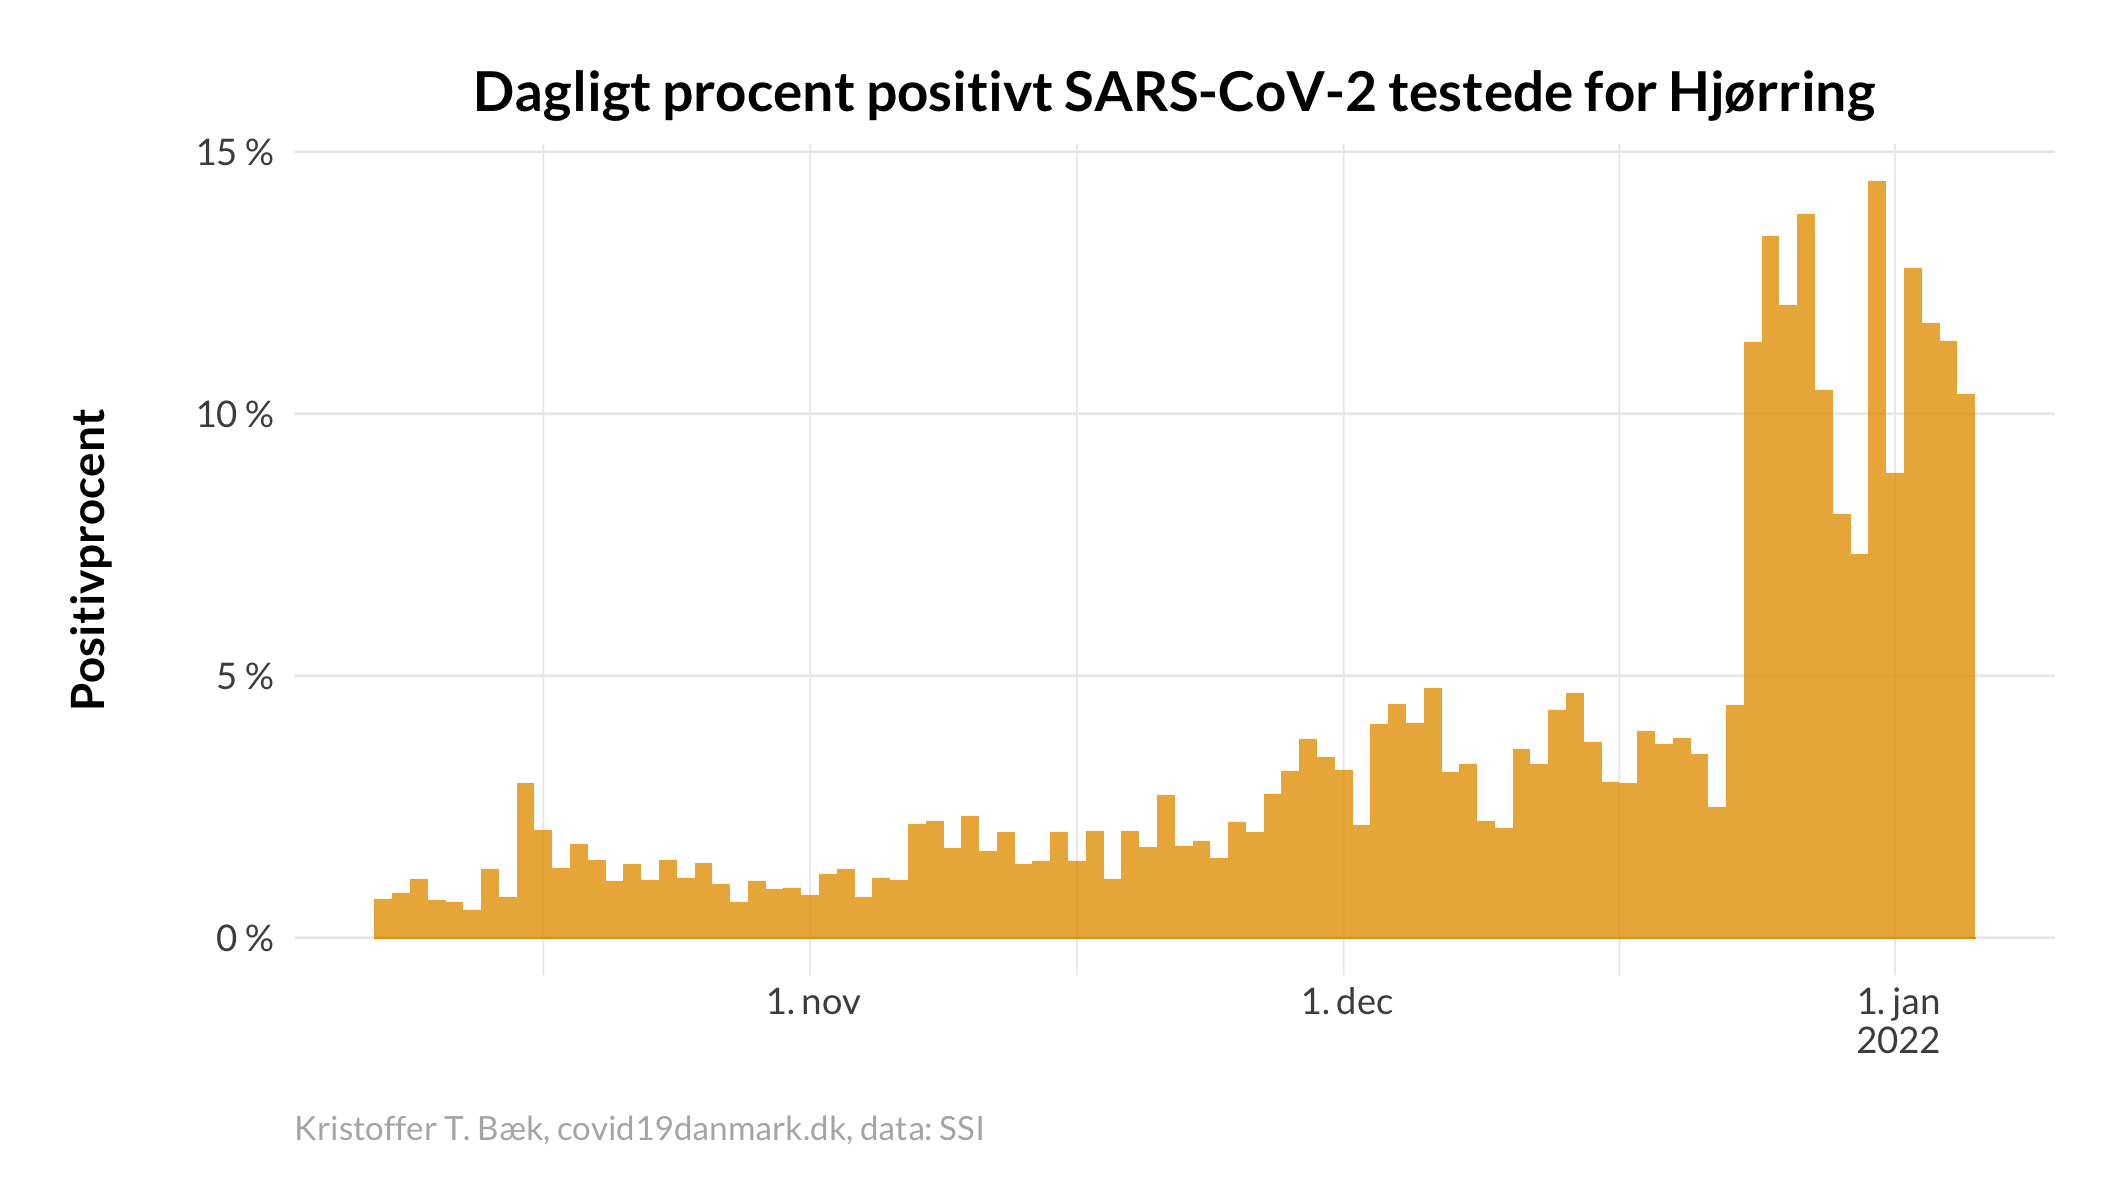 Dagligt procent positivt SARS-CoV-2 testede for Hjørring
15 %
10 %
5 %
0 %
Positivprocent
1. nov
1. dec
1. jan
2022
Kristoffer T. Bæk, covid19danmark.dk, data: SSI